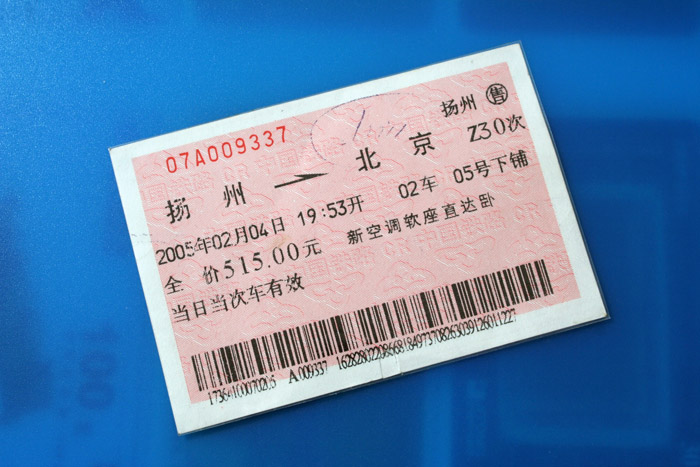 07A009337 扬州 售
扬州 北京 Z30次
2005年02月04日 19:53开 02车 05号下铺
全价515.00元 新空调软座直达卧
当日当次车有效
A009337